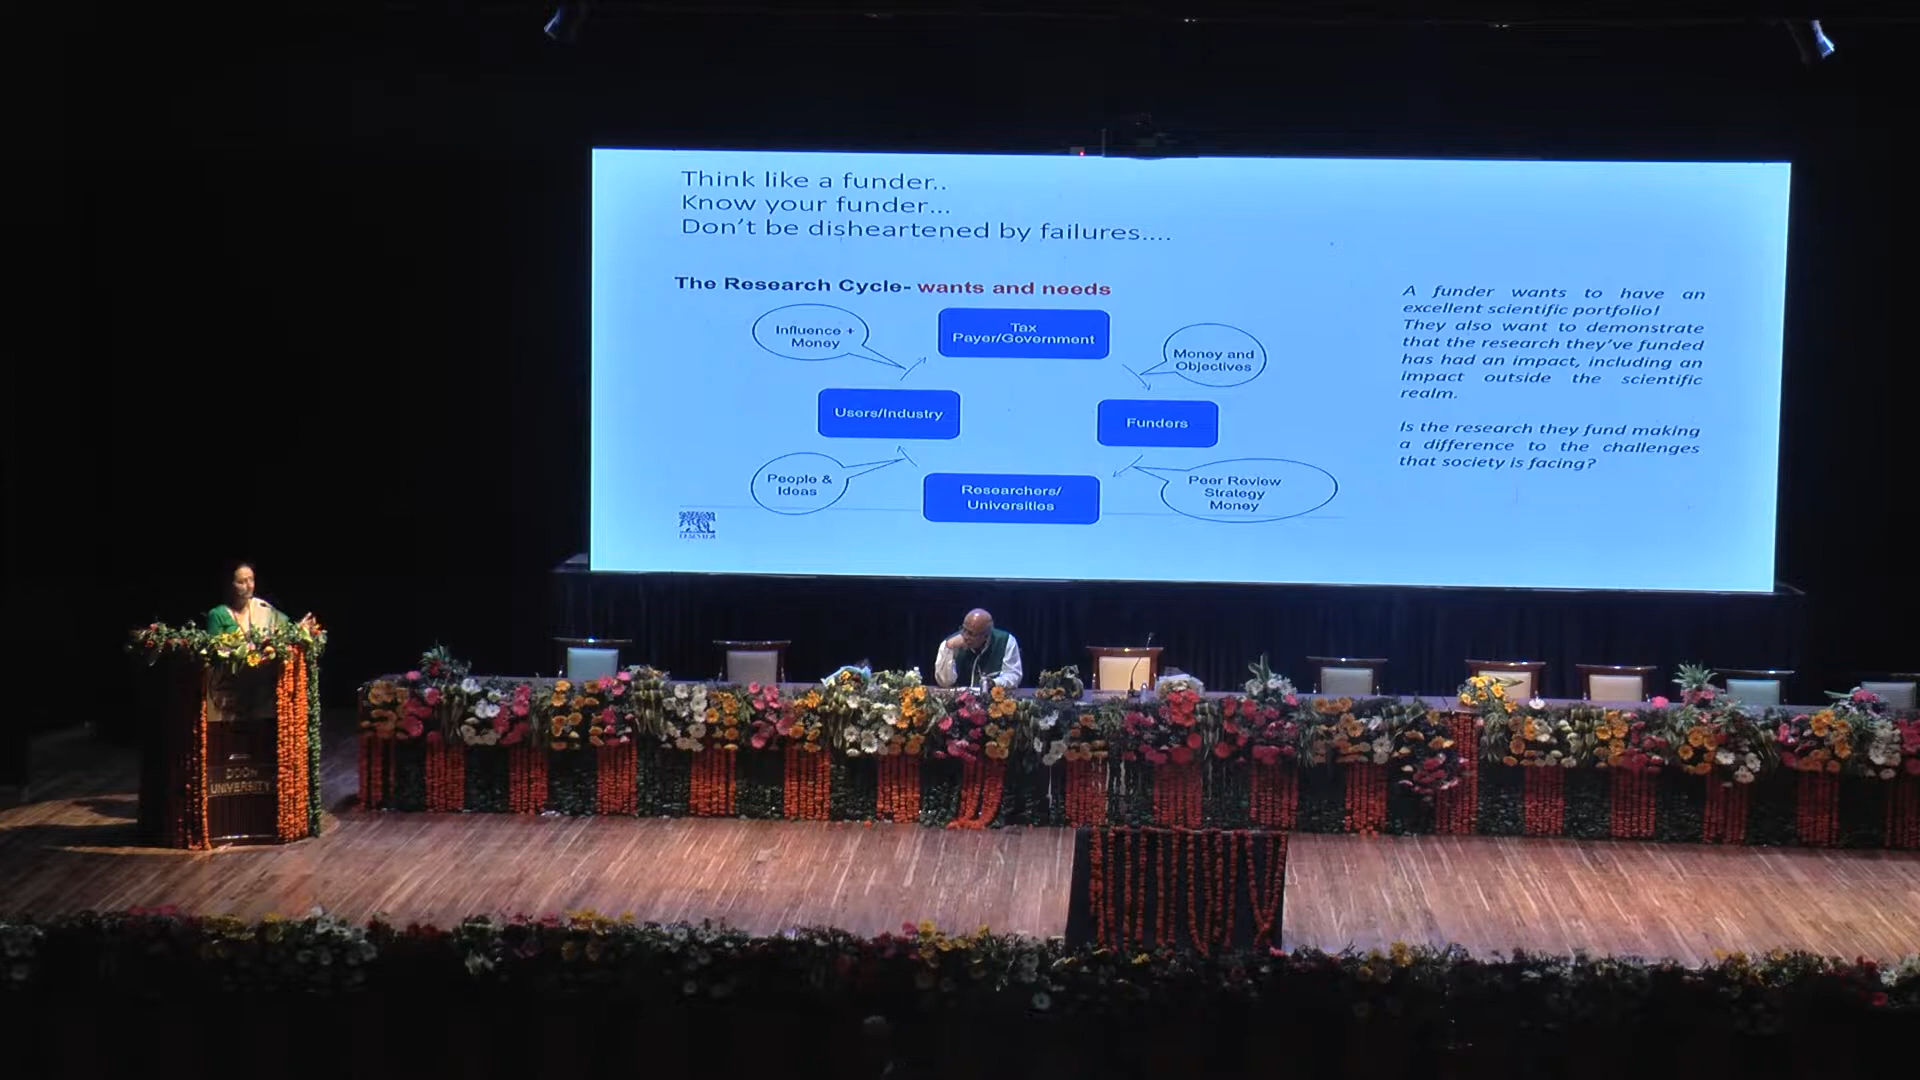 Think like a funder..
Know your funder...
Don't be disheartened by failures....
The Research Cycle- wants and needs
Influence +
Money
Tax
Payer/Government
Money and
Objectives
Users/Industry
Funders
People &
Ideas
Researchers/
Universities
Peer Review
Strategy
Money
A funder wants to have an
excellent scientific portfolio!
They also want to demonstrate
that the research they've funded
has had an impact, including an
impact outside the scientific
realm.
Is the research they fund making
a difference to the challenges
that society is facing?
ELSEVIER
DOON
UNIVERSITY